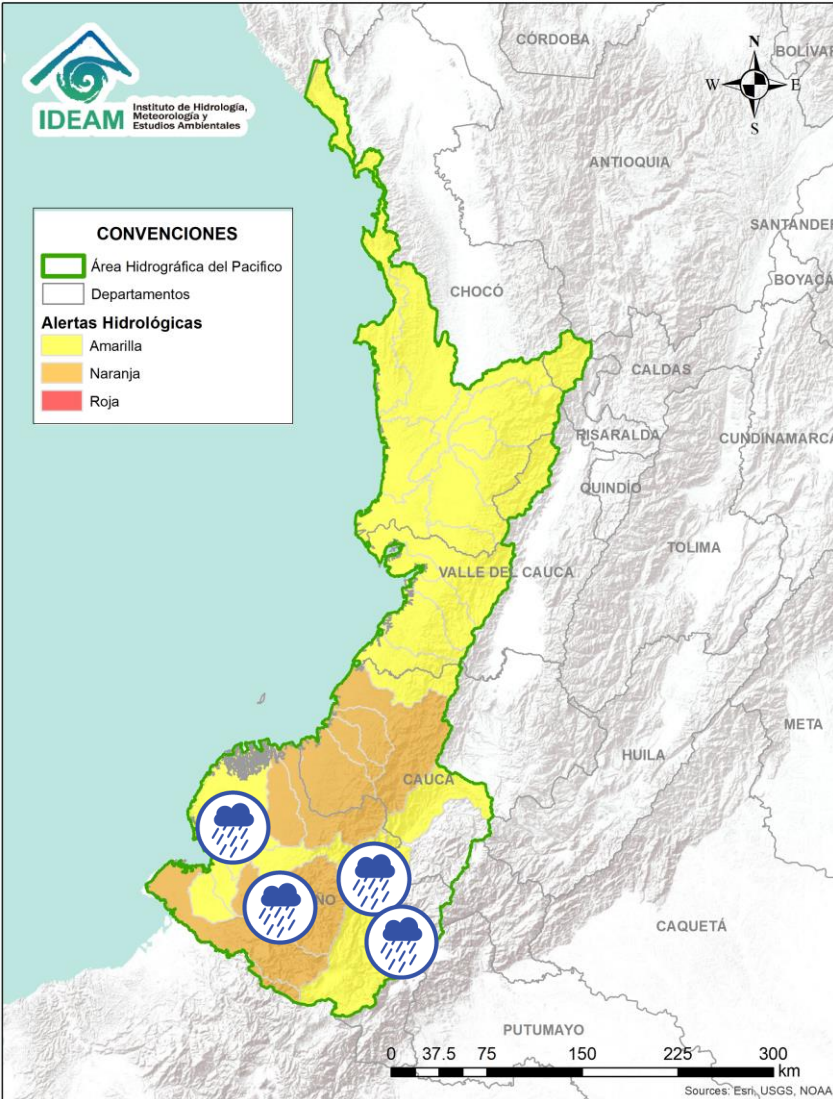 IDEAM
Instituto de Hidrología,
Meteorología y
Estudios Ambientales
N
W
E
S
CÓRDOBA
BOLÍVAR
ANTIOQUIA
SANTANDER
BOYACÁ
CHOCÓ
CONVENCIONES
Área Hidrográfica del Pacifico
Departamentos
Alertas Hidrológicas
Amarilla
Naranja
Roja
CALDAS
RISARALDA
CUNDINAMARCA
QUINDÍO
TOLIMA
VALLE DEL CAUCA
META
HUILA
CAUCA
ÑO
CAQUETÁ
PUTUMAYO
0 37.5 75 150 225 300
km
Sources: Esri, USGS, NOAA